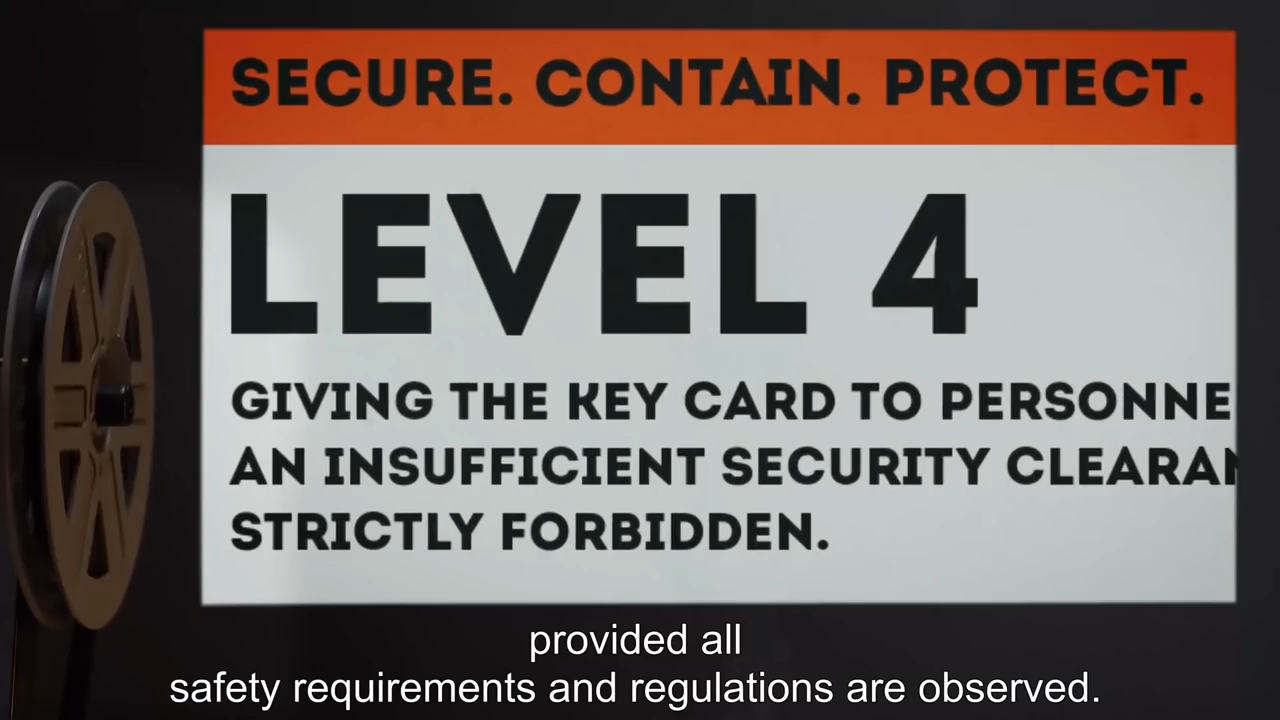 SECURE. CONTAIN. PROTECT.
LEVEL 4
GIVING THE KEY CARD TO PERSONNE
AN INSUFFICIENT SECURITY CLEARAN
STRICTLY FORBIDDEN.
provided all
safety requirements and regulations are observed.